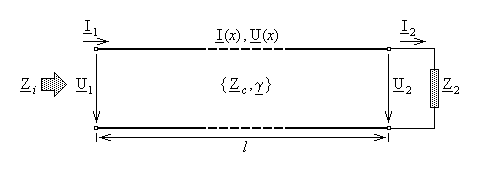 I1
I(x), U(x)
I2
Zi
U1
{Zc, γ}
U2
Z2
l